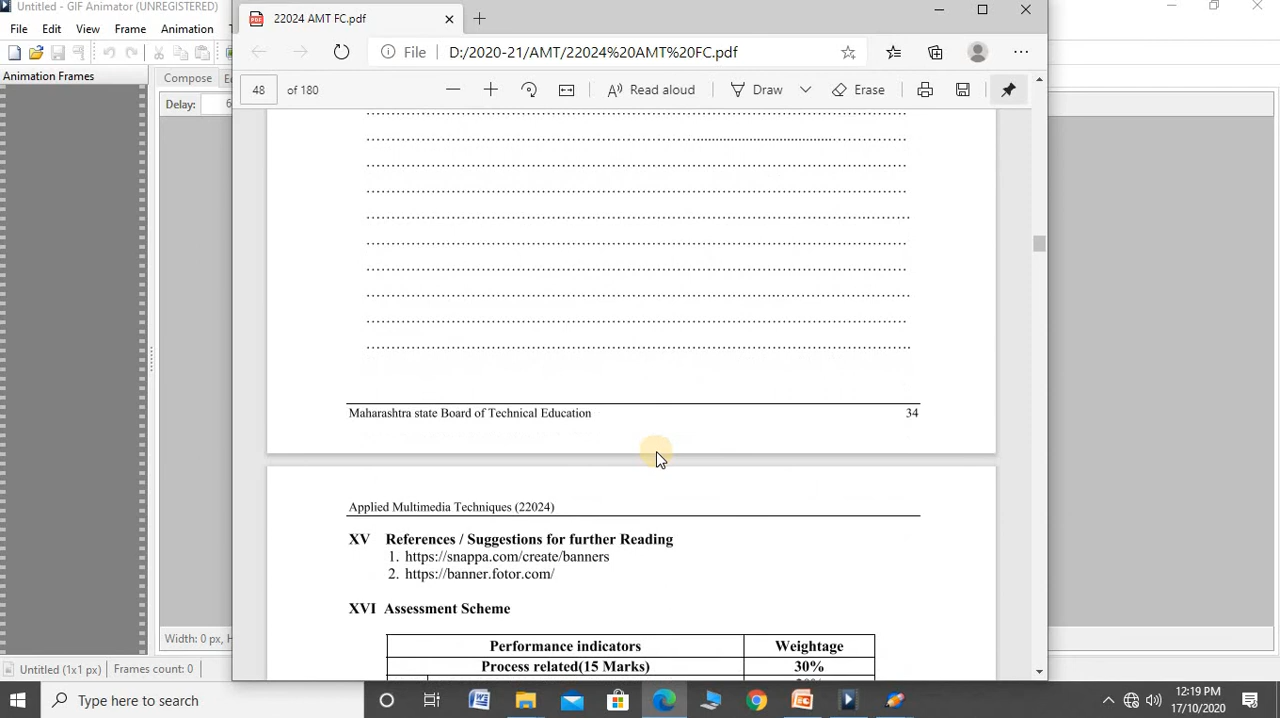 Untitled - GIF Animator (UNREGISTERED)
File Edit View Frame Animation
Animation Frames
Compose
Delay:
Width: 0 px, H
Untitled (1x1 px) Frames count: 0
22024 AMT FC.pdf
File D:/2020-21/AMT/22024%20AMT%20FC.pdf
48 of 180
Read aloud Draw Erase
Maharashtra state Board of Technical Education 34
Applied Multimedia Techniques (22024)
XV References / Suggestions for further Reading
1. https://snappa.com/create/banners
2. https://banner.fotor.com/
XVI Assessment Scheme
Performance indicators Weightage
Process related(15 Marks) 30%
Type here to search
12:19 PM
17/10/2020